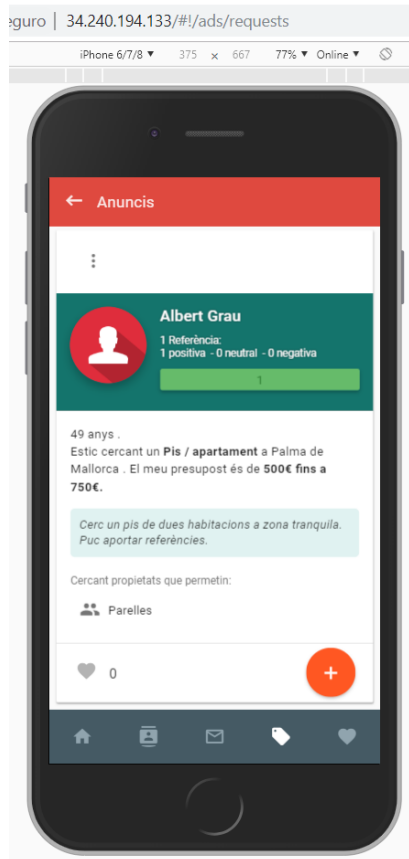 eguro | 34.240.194.133/#!/ads/requests
iPhone 6/7/8 ▼ 375 x 667 77% ▼ Online ▼
Anuncis
Albert Grau
1 Referència:
1 positiva - 0 neutral - 0 negativa
1
49 anys .
Estic cercant un Pis / apartament a Palma de
Mallorca . El meu presupost és de 500€ fins a
750€.
Cerc un pis de dues habitacions a zona tranquila.
Puc aportar referències.
Cercant propietats que permetin:
Parelles
0